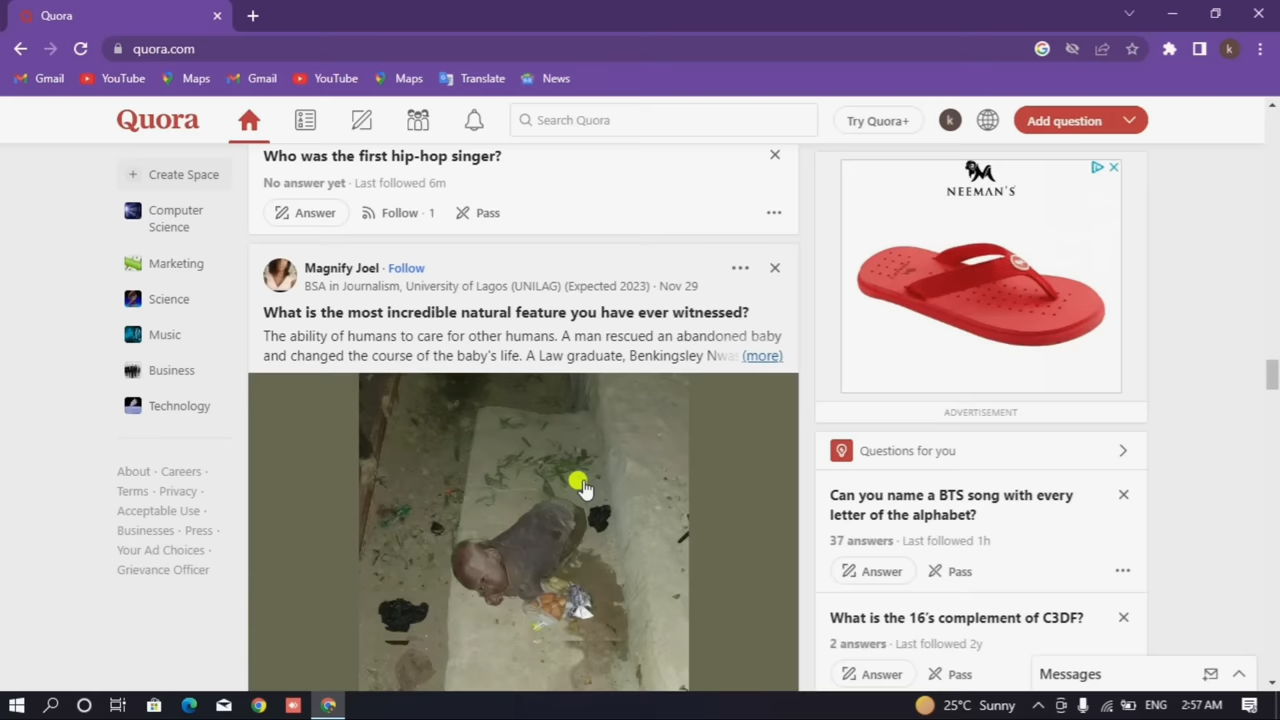 Quora
quora.com
Gmail
YouTube
Maps
Gmail
YouTube
Maps
Translate
News
Quora
Search Quora
Try Quora+
k
Add question
Create Space
Computer
Science
Marketing
Science
Music
Business
Technology
About · Careers ·
Terms · Privacy ·
Acceptable Use ·
Businesses · Press ·
Your Ad Choices ·
Grievance Officer
Who was the first hip-hop singer?
No answer yet · Last followed 6m
Answer
Follow · 1
Pass
Magnify Joel · Follow
BSA in Journalism, University of Lagos (UNILAG) (Expected 2023) · Nov 29
What is the most incredible natural feature you have ever witnessed?
The ability of humans to care for other humans. A man rescued an abandoned baby
and changed the course of the baby's life. A Law graduate, Benkingsley Nwas (more)
NEEMAN'S
ADVERTISEMENT
Questions for you
Can you name a BTS song with every
letter of the alphabet?
37 answers · Last followed 1h
Answer
Pass
What is the 16's complement of C3DF?
2 answers · Last followed 2y
Answer
Pass
Messages
25°C Sunny
ENG
2:57 AM